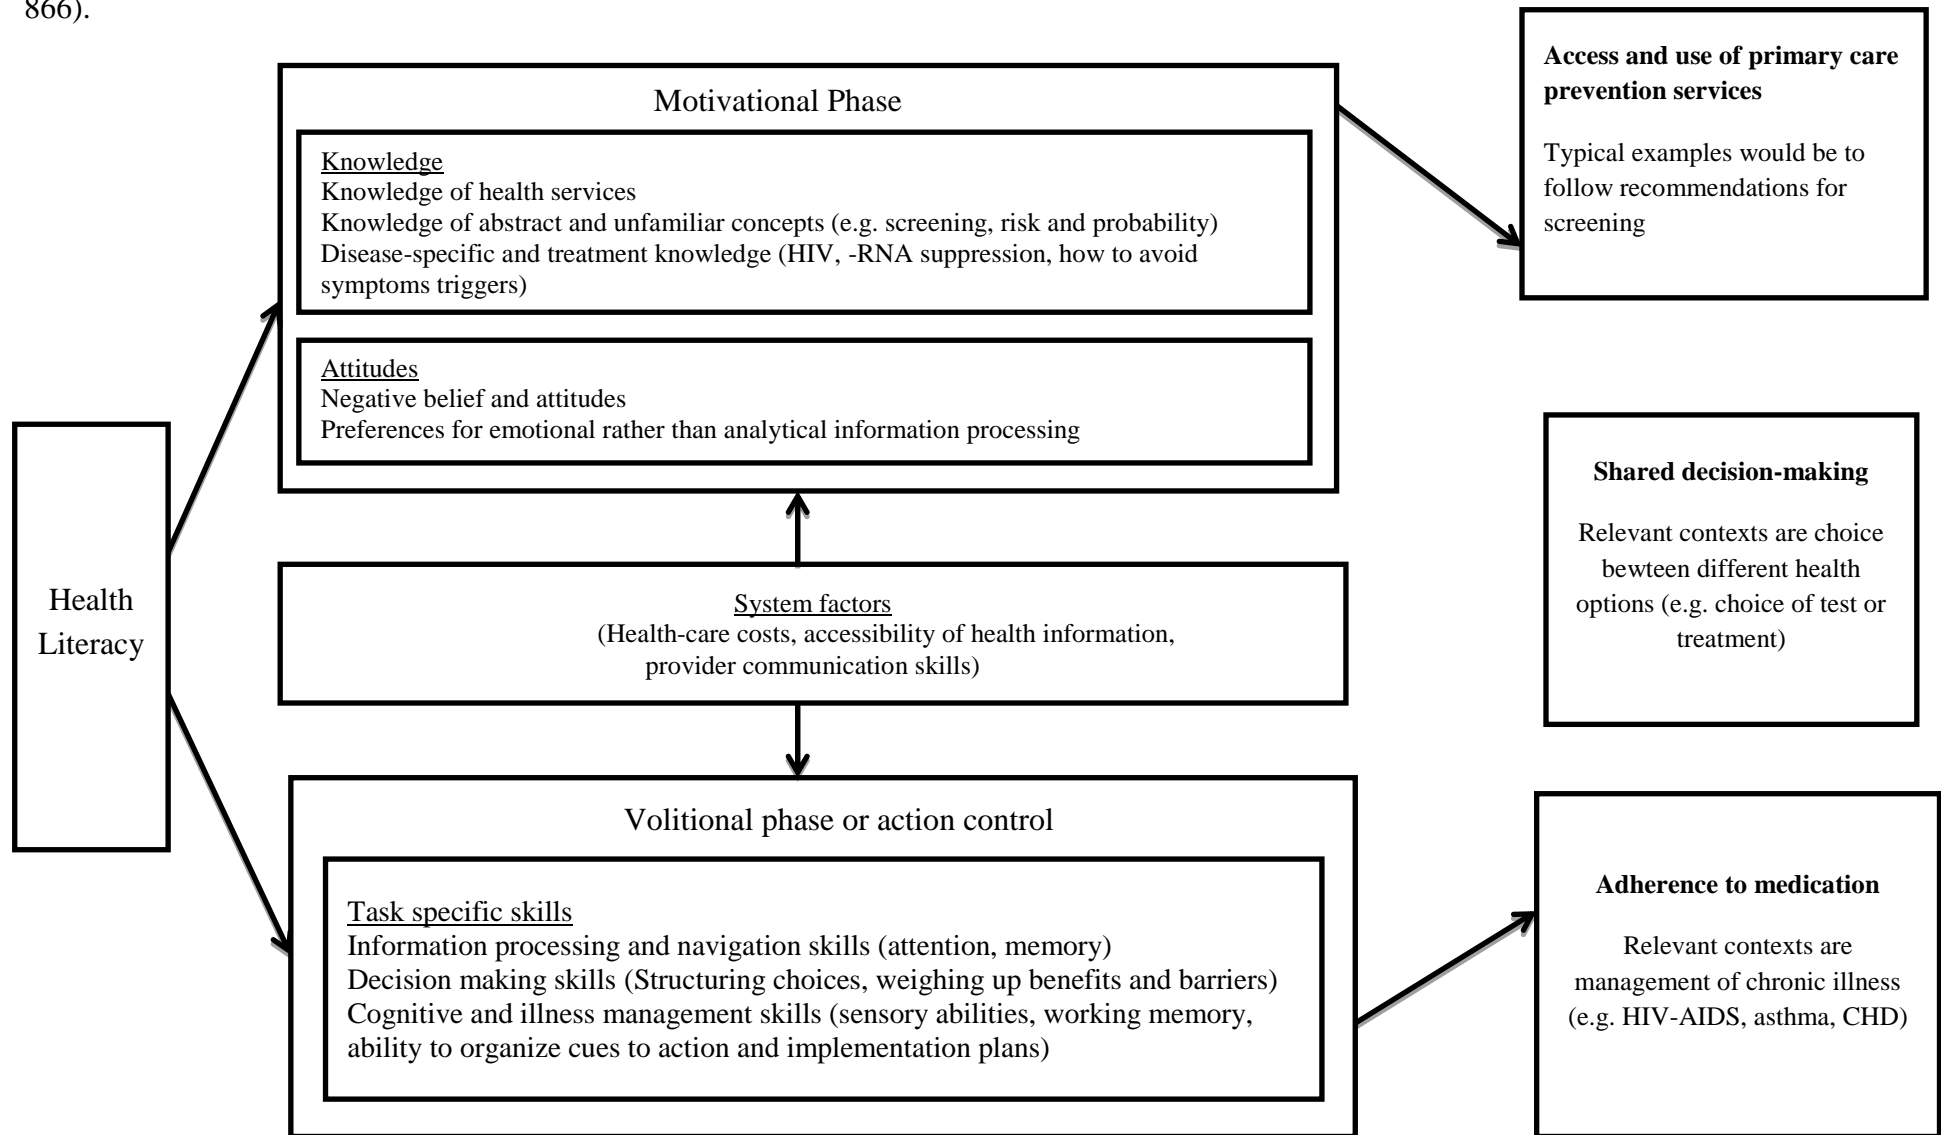 866).
Motivational Phase
Knowledge
Knowledge of health services
Knowledge of abstract and unfamiliar concepts (e.g. screening, risk and probability)
Disease-specific and treatment knowledge (HIV, -RNA suppression, how to avoid
symptoms triggers)
Attitudes
Negative belief and attitudes
Preferences for emotional rather than analytical information processing
Access and use of primary care
prevention services
Typical examples would be to
follow recommendations for
screening
Health
Literacy
System factors
(Health-care costs, accessibility of health information,
provider communication skills)
Shared decision-making
Relevant contexts are choice
bewteen different health
options (e.g. choice of test or
treatment)
Volitional phase or action control
Task specific skills
Information processing and navigation skills (attention, memory)
Decision making skills (Structuring choices, weighing up benefits and barriers)
Cognitive and illness management skills (sensory abilities, working memory,
ability to organize cues to action and implementation plans)
Adherence to medication
Relevant contexts are
management of chronic illness
(e.g. HIV-AIDS, asthma, CHD)